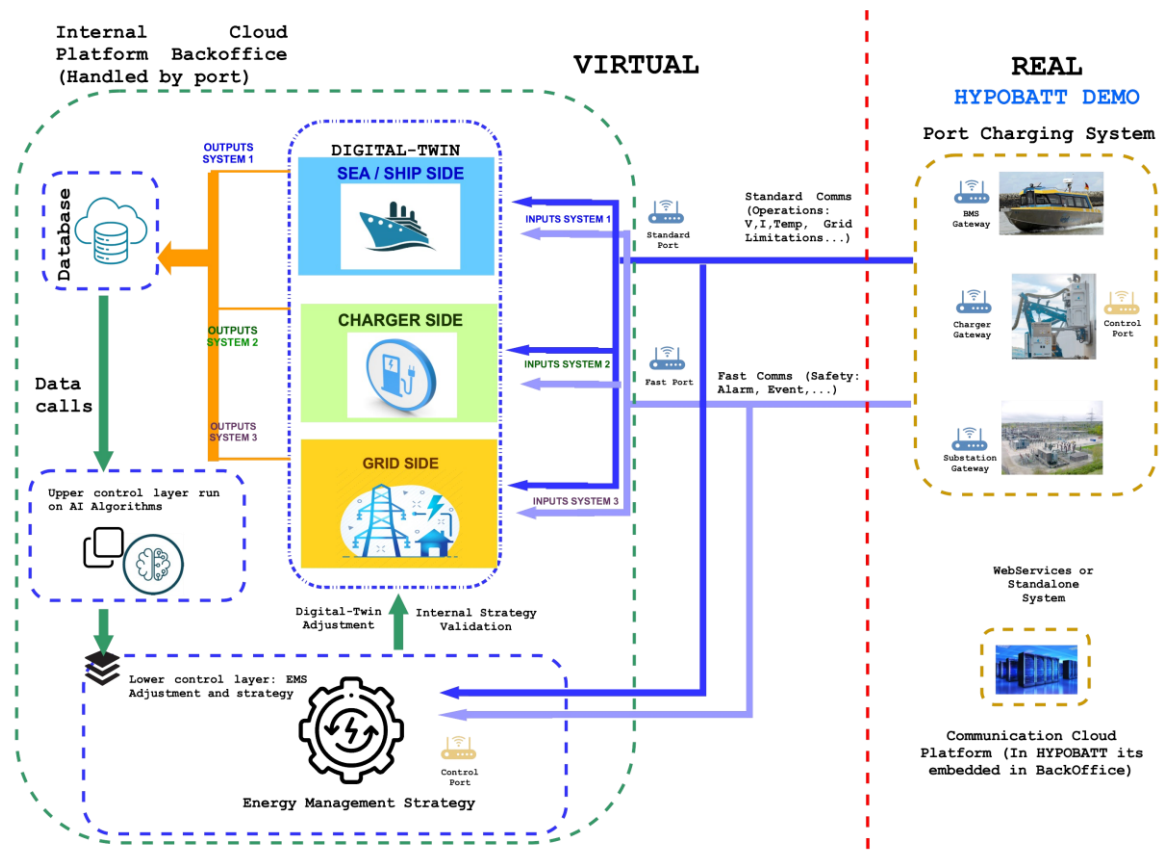 Internal Cloud
Platform Backoffice
(Handled by port)
VIRTUAL
REAL
HYPOBATT DEMO
Port Charging System
OUTPUTS
SYSTEM 1
DIGITAL-TWIN
SEA / SHIP SIDE
Database
INPUTS SYSTEM 1
Standard
Port
Standard Comms
(Operations:
V,I,Temp, Grid
Limitations...)
BMS
Gateway
CHARGER SIDE
OUTPUTS
SYSTEM 2
INPUTS SYSTEM 2
Fast Port
Fast Comms (Safety:
Alarm, Event,...)
Charger
Gateway
Control
Port
Data
calls
OUTPUTS
SYSTEM 3
GRID SIDE
INPUTS SYSTEM 3
Substation
Gateway
Upper control layer run
on AI Algorithms
Digital-Twin
Adjustment
Internal Strategy
Validation
WebServices or
Standalone
System
Lower control layer: EMS
Adjustment and strategy
Control
Port
Energy Management Strategy
Communication Cloud
Platform (In HYPOBATT its
embedded in BackOffice)